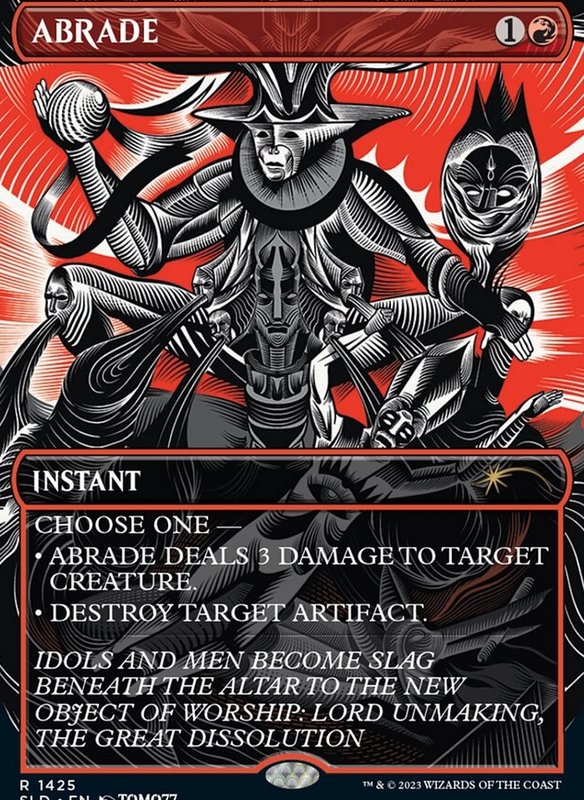 ABRADE 1
INSTANT
CHOOSE ONE —
• ABRADE DEALS 3 DAMAGE TO TARGET
CREATURE.
• DESTROY TARGET ARTIFACT.
IDOLS AND MEN BECOME SLAG
BENEATH THE ALTAR TO THE NEW
OBJECT OF WORSHIP: LORD UNMAKING,
THE GREAT DISSOLUTION
R 1425
™ & © 2023 WIZARDS OF THE COAST
SLD • EN TOMO77